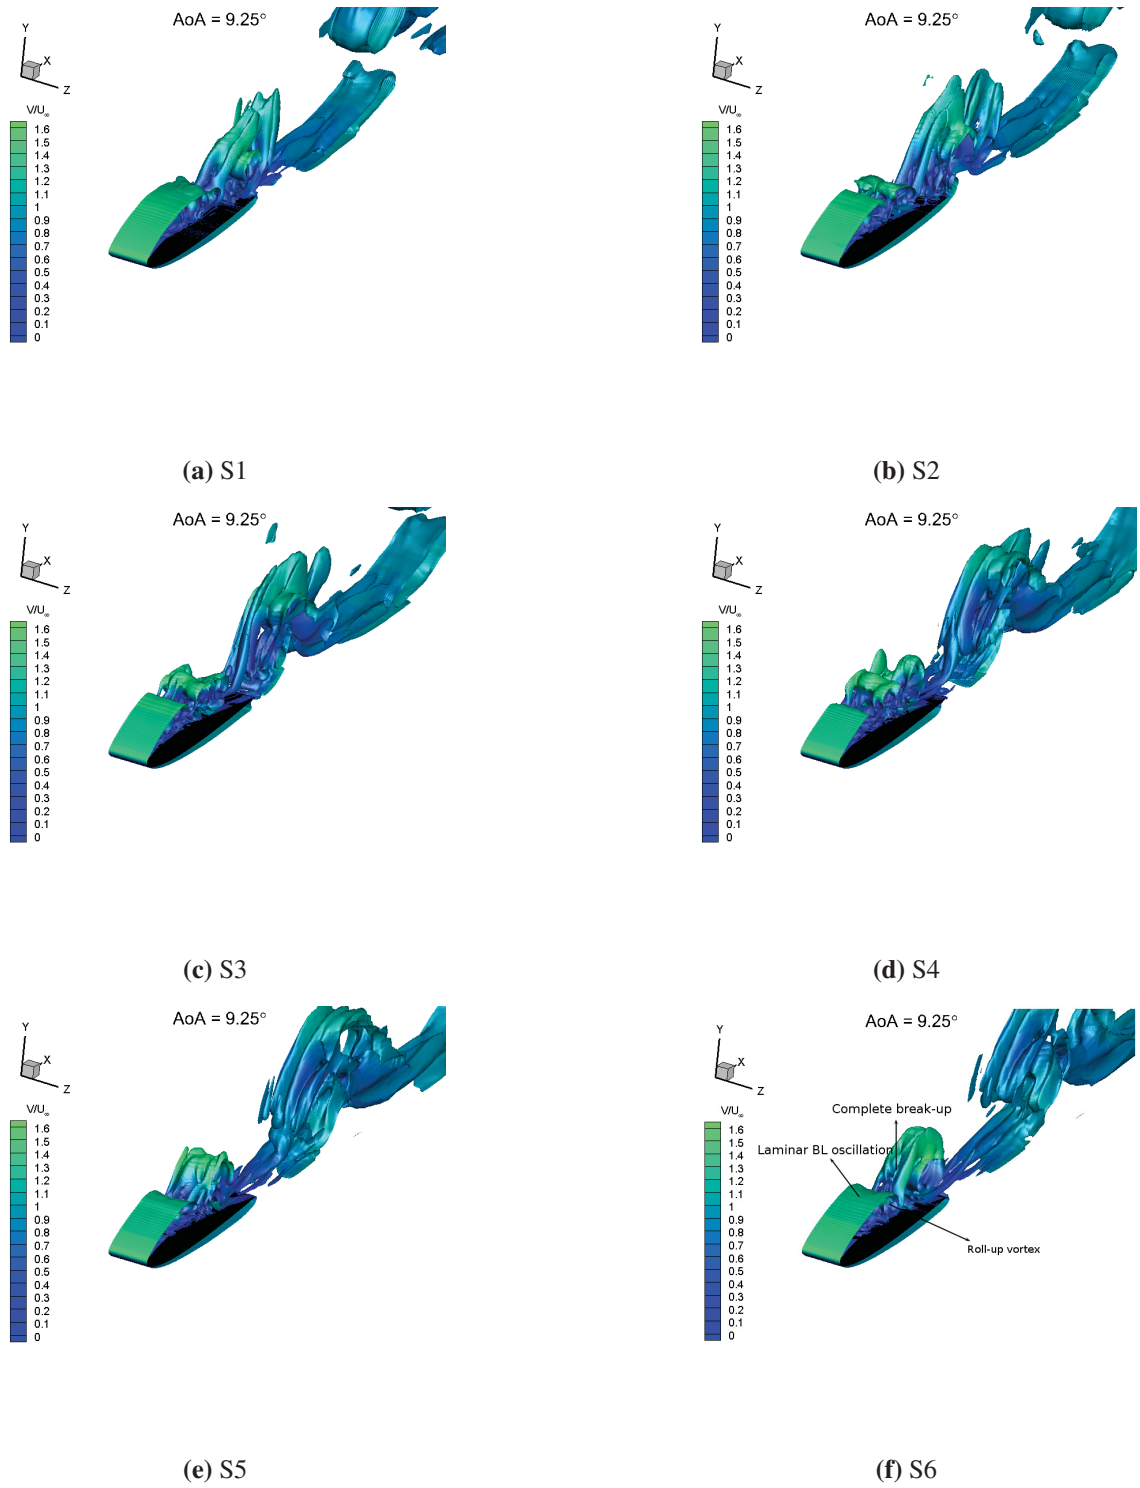 AoA = 9.25°
Y
X
Z
V/U∞
1.6
1.5
1.4
1.3
1.2
1.1
1
0.9
0.8
0.7
0.6
0.5
0.4
0.3
0.2
0.1
0
(a) S1
AoA = 9.25°
Y
X
Z
V/U∞
1.6
1.5
1.4
1.3
1.2
1.1
1
0.9
0.8
0.7
0.6
0.5
0.4
0.3
0.2
0.1
0
(b) S2
AoA = 9.25°
Y
X
Z
V/U∞
1.6
1.5
1.4
1.3
1.2
1.1
1
0.9
0.8
0.7
0.6
0.5
0.4
0.3
0.2
0.1
0
(c) S3
AoA = 9.25°
Y
X
Z
V/U∞
1.6
1.5
1.4
1.3
1.2
1.1
1
0.9
0.8
0.7
0.6
0.5
0.4
0.3
0.2
0.1
0
(d) S4
AoA = 9.25°
Y
X
Z
V/U∞
1.6
1.5
1.4
1.3
1.2
1.1
1
0.9
0.8
0.7
0.6
0.5
0.4
0.3
0.2
0.1
0
(e) S5
AoA = 9.25°
Y
X
Z
V/U∞
1.6
1.5
1.4
1.3
1.2
1.1
1
0.9
0.8
0.7
0.6
0.5
0.4
0.3
0.2
0.1
0
Complete break-up
Laminar BL oscillation
Roll-up vortex
(f) S6